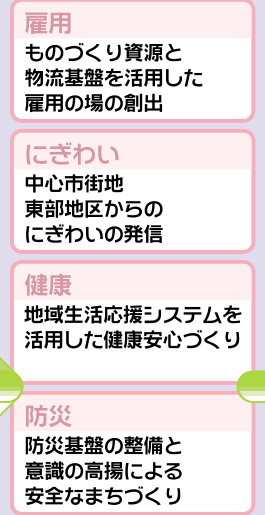 雇用
ものづくり資源と
物流基盤を活用した
雇用の場の創出
にぎわい
中心市街地
東部地区からの
にぎわいの発信
健康
地域生活応援システムを
活用した健康安心づくり
防災
防災基盤の整備と
意識の高揚による
安全なまちづくり